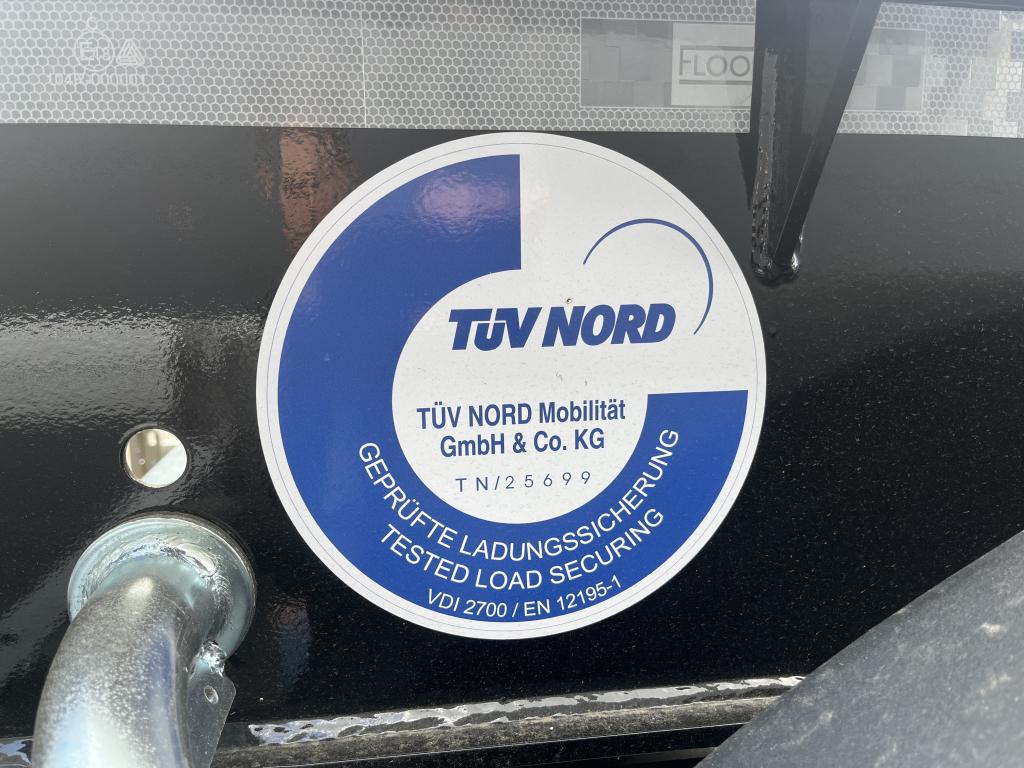 FLOO
TÜV NORD
TÜV NORD Mobilität
GmbH & Co. KG
TN/25699
GEPRÜFTE LADUNGSSICHERUNG
TESTED LOAD SECURING
VDI 2700 / EN 12195-1